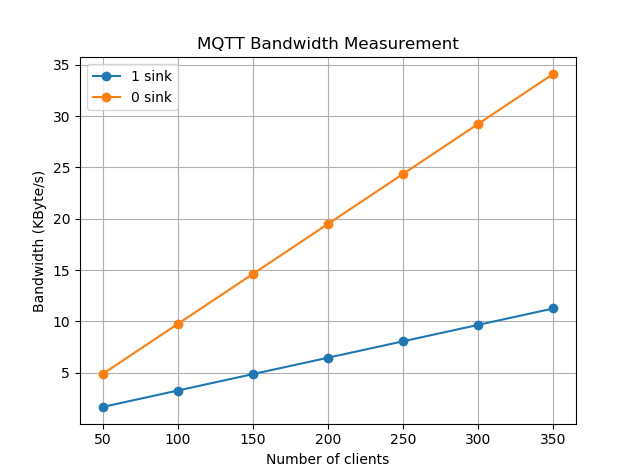 MQTT Bandwidth Measurement
1 sink
0 sink
35
30
25
20
15
10
5
Bandwidth (KByte/s)
50 100 150 200 250 300 350
Number of clients